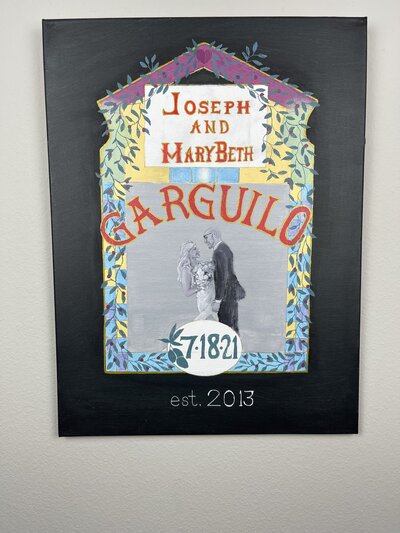 JOSEPH
AND
MARYBETH
GARGUILO
7·18·21
est. 2013